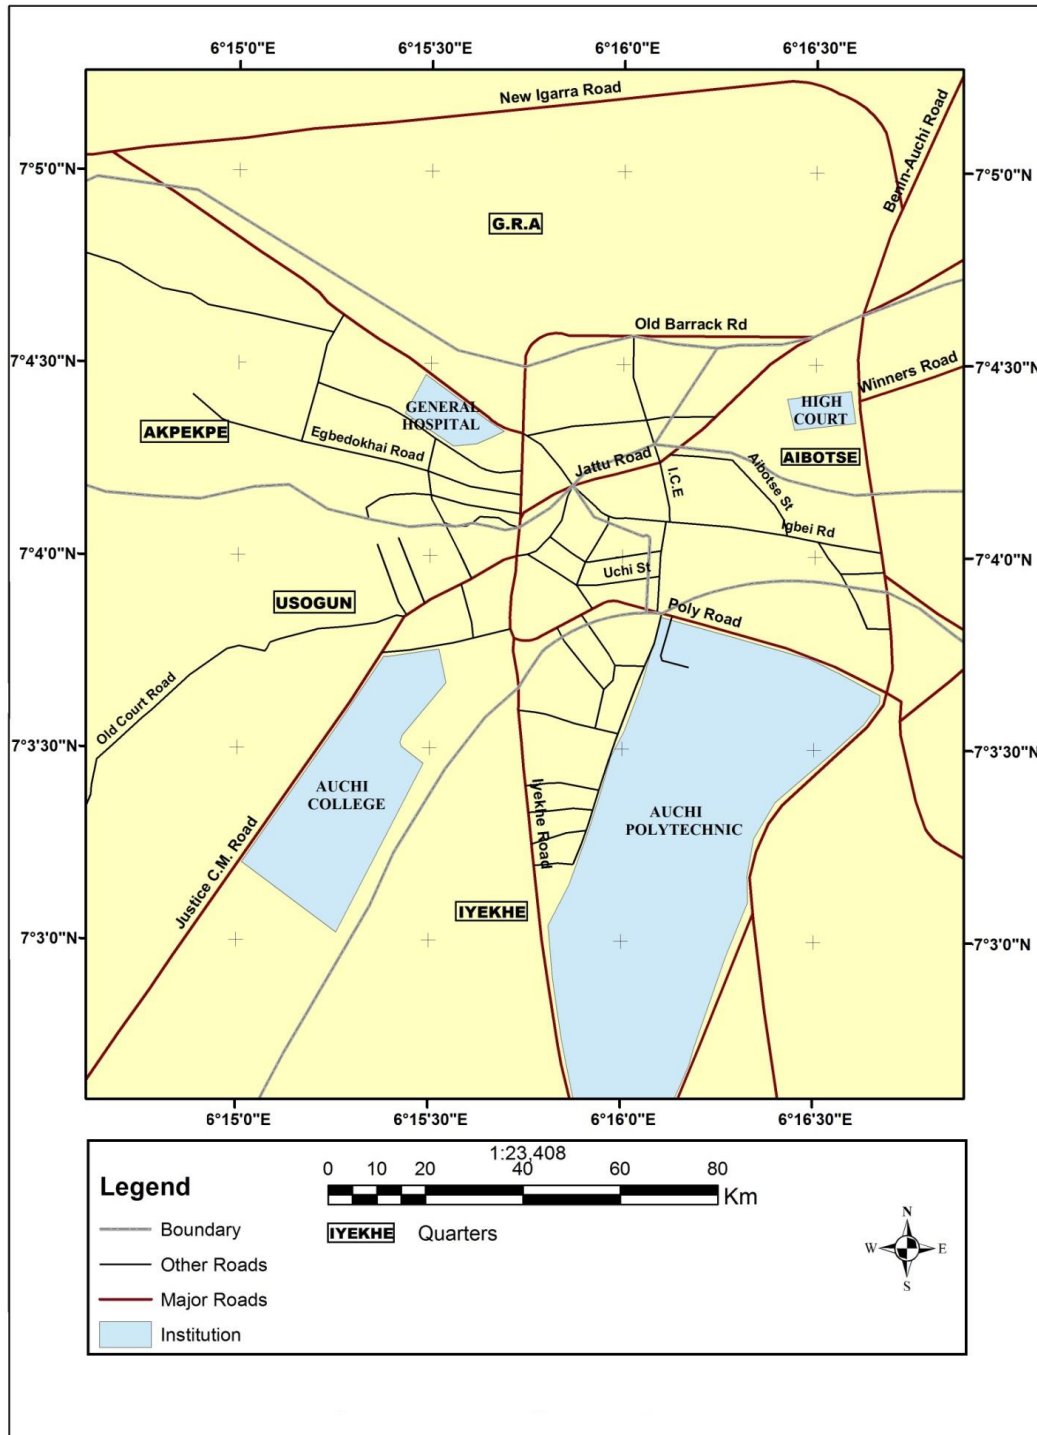 6°15'0"E
6°15'30"E
6°16'0"E
6°16'30"E
New Igarra Road
Benin-Auchi Road
7°5'0"N
7°5'0"N
G.R.A
Old Barrack Rd
7°4'30"N
7°4'30"N
Winners Road
GENERAL
HOSPITAL
HIGH
COURT
AKPEKPE
Egbedokhai Road
AIBOTSE
Jattu Road
I.C.E
Aibotse St
Igbei Rd
7°4'0"N
7°4'0"N
Uchi St
USOGUN
Poly Road
Old Court Road
7°3'30"N
7°3'30"N
AUCHI
COLLEGE
Iyekhe Road
AUCHI
POLYTECHNIC
Justice C.M. Road
IYEKHE
7°3'0"N
7°3'0"N
6°15'0"E
6°15'30"E
6°16'0"E
6°16'30"E
1:23,408
0 10 20 40 60 80
Km
Legend
IYEKHE Quarters
Boundary
Other Roads
Major Roads
Institution
N
W E
S